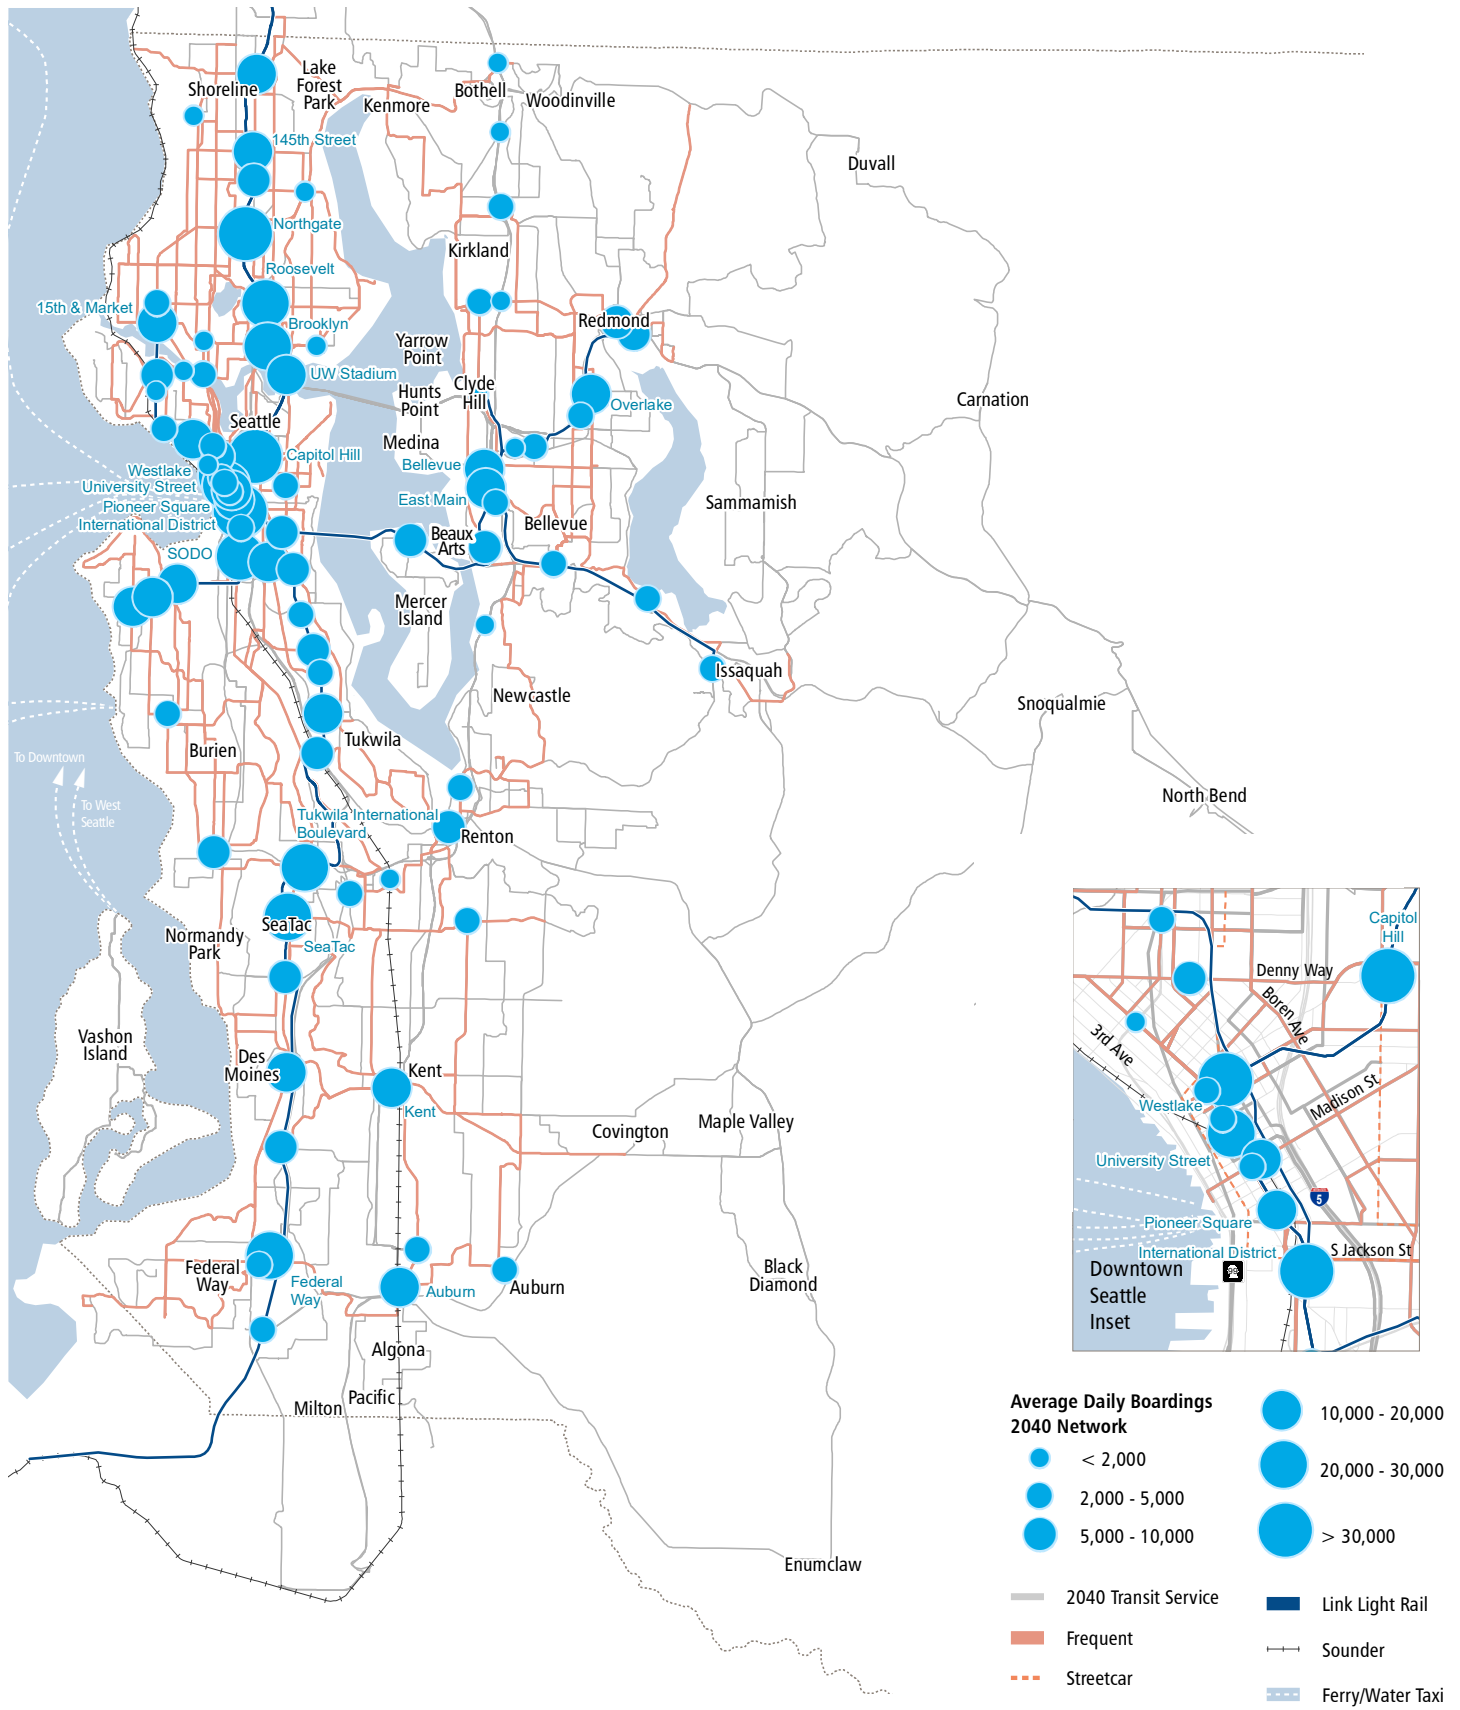 Lake
Forest
Park
Shoreline
Kenmore
Bothell
Woodinville
145th Street
Duvall
Northgate
Kirkland
Roosevelt
15th & Market
Brooklyn
Redmond
Yarrow
Point
UW Stadium
Hunts
Point
Clyde
Hill
Overlake
Carnation
Seattle
Medina
Capitol Hill
Bellevue
Westlake
University Street
East Main
Sammamish
Pioneer Square
International District
Bellevue
Beaux
Arts
SODO
Mercer
Island
Issaquah
Newcastle
Snoqualmie
Tukwila
Burien
To Downtown
To West
Seattle
North Bend
Tukwila International
Boulevard
Renton
SeaTac
SeaTac
Normandy
Park
Vashon
Island
Des
Moines
Kent
Kent
Maple Valley
Covington
Black
Diamond
Federal
Way
Federal
Way
Auburn
Auburn
Algona
Pacific
Milton
Enumclaw
Capitol
Hill
Denny Way
Boren Ave
3rd Ave
Madison St
Westlake
University Street
5
Pioneer Square
International District
S Jackson St
Downtown
Seattle
Inset
Average Daily Boardings
2040 Network
< 2,000
2,000 - 5,000
5,000 - 10,000
10,000 - 20,000
20,000 - 30,000
> 30,000
2040 Transit Service
Frequent
Streetcar
Link Light Rail
Sounder
Ferry/Water Taxi